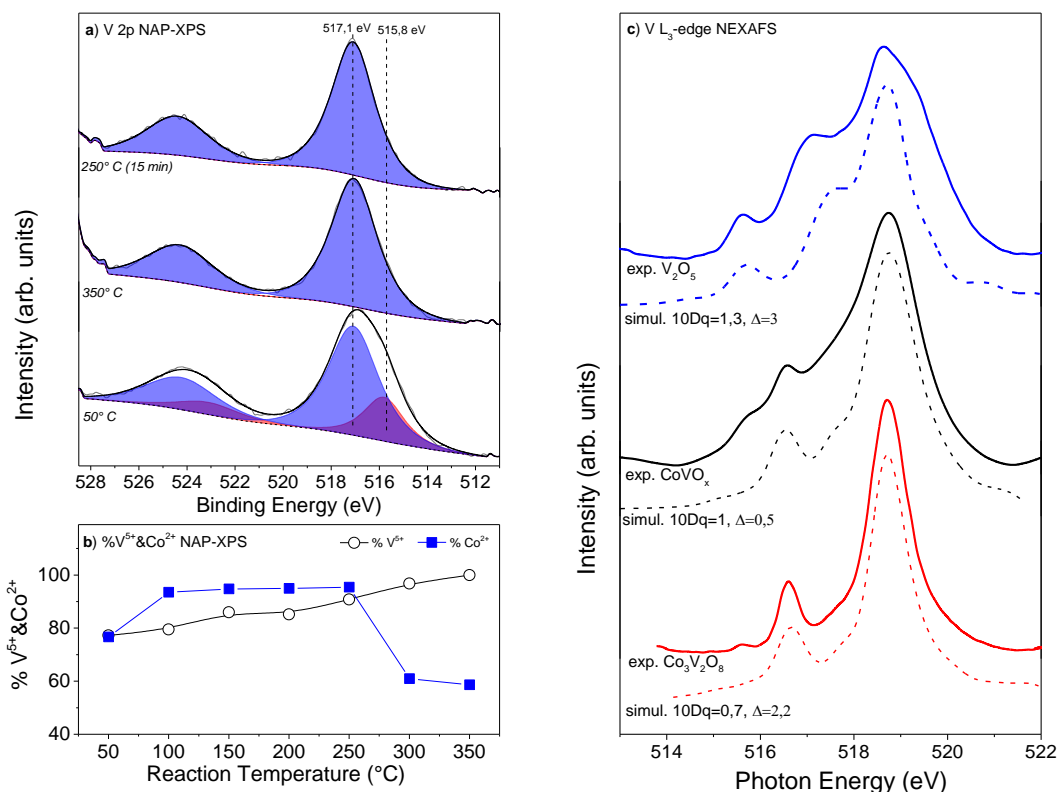 a) V 2p NAP-XPS
517,1 eV
515,8 eV
250° C (15 min)
350° C
50° C
Intensity (arb. units)
528 526 524 522 520 518 516 514 512
Binding Energy (eV)
b) %V⁵⁺&Co²⁺ NAP-XPS
% V⁵⁺
% Co²⁺
100
80
60
40
% V⁵⁺&Co²⁺
50 100 150 200 250 300 350
Reaction Temperature (°C)
c) V L₃-edge NEXAFS
exp. V₂O₅
simul. 10Dq=1,3, Δ=3
exp. CoVOₓ
simul. 10Dq=1, Δ=0,5
exp. Co₃V₂O₈
simul. 10Dq=0,7, Δ=2,2
Intensity (arb. units)
514 516 518 520 522
Photon Energy (eV)